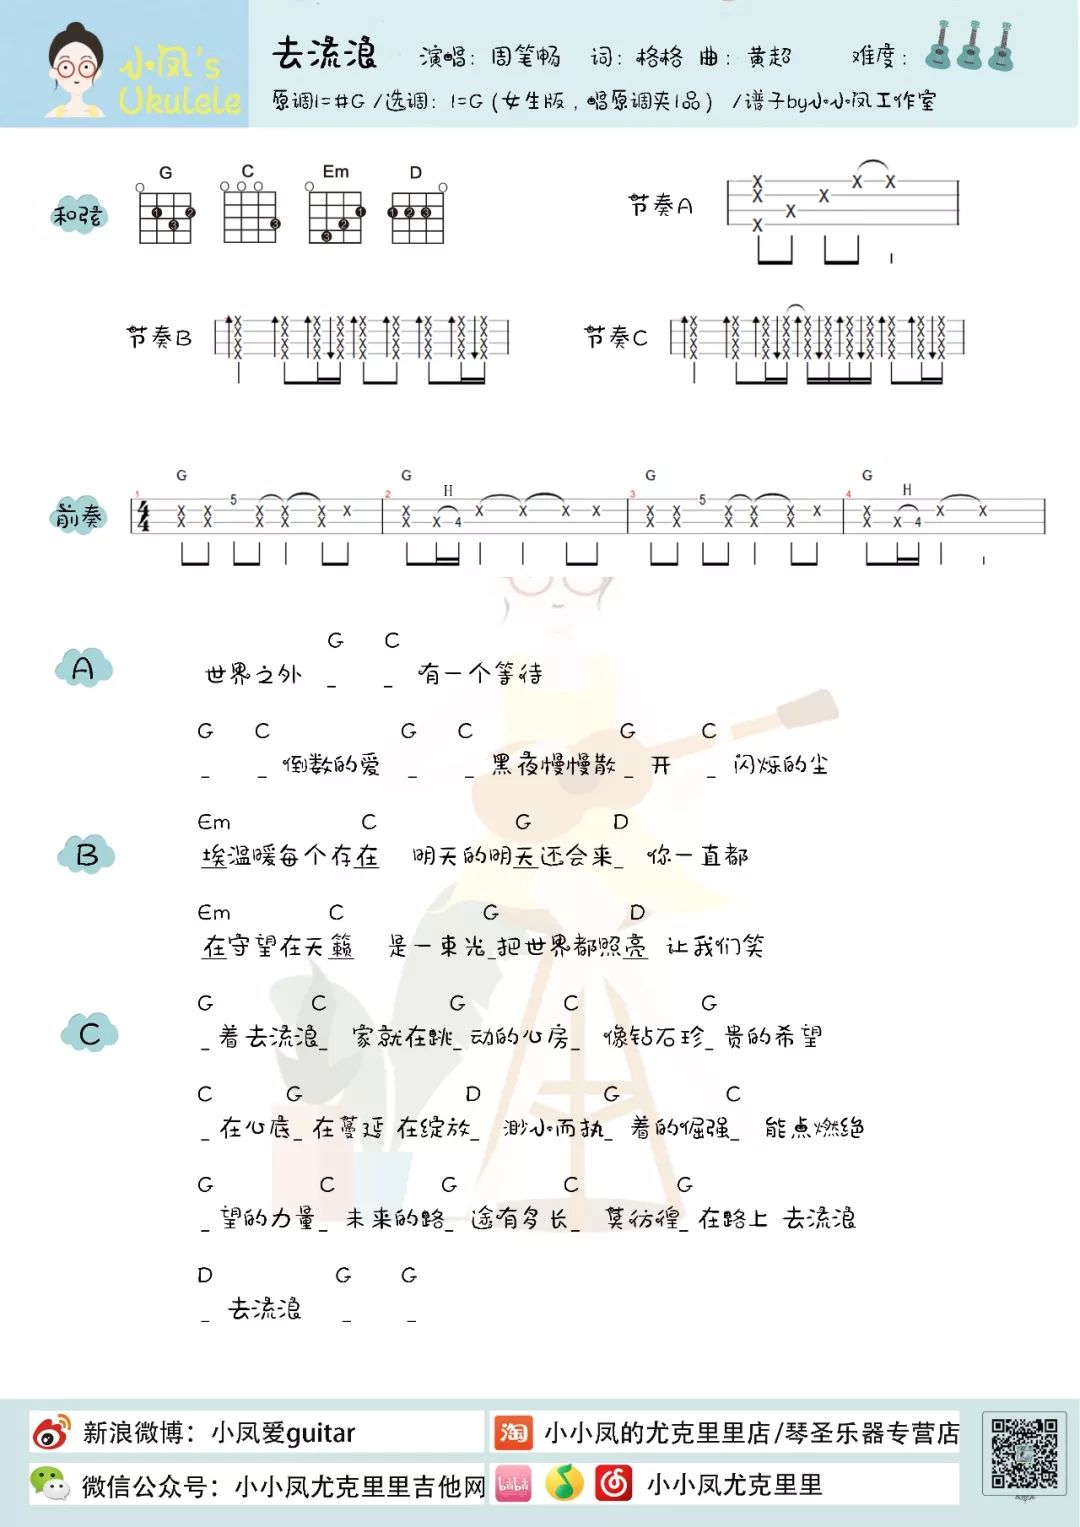 小凤's Ukulele
去流浪 演唱：周笔畅 词：格格 曲：黄超 难度：
原调1=#G /选调：1=G（女生版，唱原调夹1品） /谱子by小小凤工作室
和弦 G C Em D 节奏A
节奏B 节奏C
前奏 G G G G
1 2 3 4
H H
4/4 5 4 5 4
A
G C
世界之外 _ _ 有一个等待
G C G C G C
_ _ 倒数的爱 _ _ 黑夜慢慢散_开 _ 闪烁的尘
B
Em C G D
埃温暖每个存在 明天的明天还会来_ 你一直都
Em C G D
在守望在天籁 是一束光_把世界都照亮 让我们笑
C
G C G C G
_着去流浪_ 家就在跳_动的心房_ 像钻石珍_贵的希望
C G D G C
_在心底_在蔓延 在绽放_ 渺小而执_着的倔强_ 能点燃绝
G C G C G
_望的力量_ 未来的路_ 途有多长_ 莫彷徨_在路上 去流浪
D G G
_ 去流浪 _ _
新浪微博：小凤爱guitar
淘 小小凤的尤克里里店/琴圣乐器专营店
微信公众号：小小凤尤克里里吉他网
bilibili 小小凤尤克里里